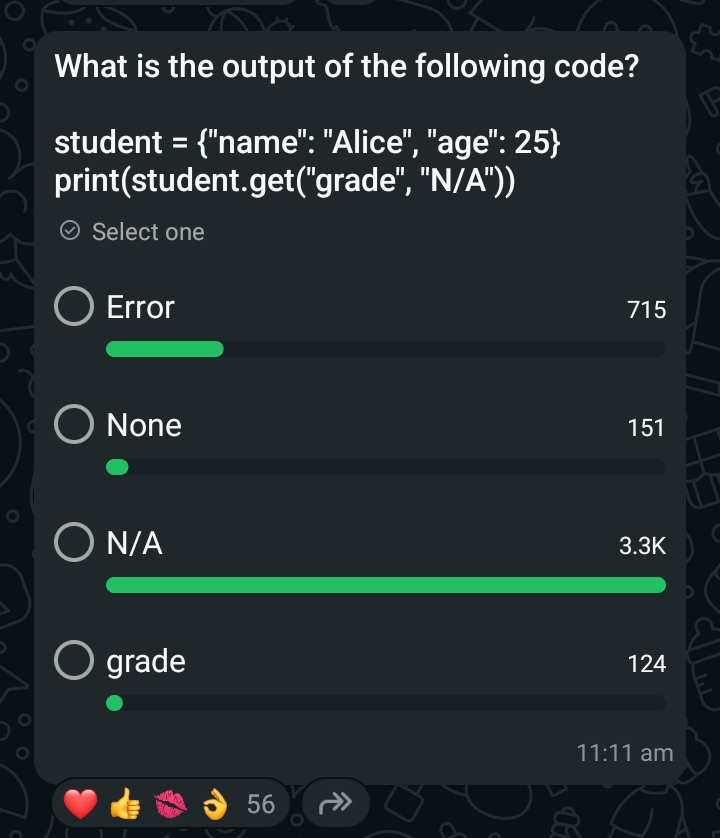 What is the output of the following code?
student = {"name": "Alice", "age": 25}
print(student.get("grade", "N/A"))
Select one
Error 715
None 151
N/A 3.3K
grade 124
11:11 am
56